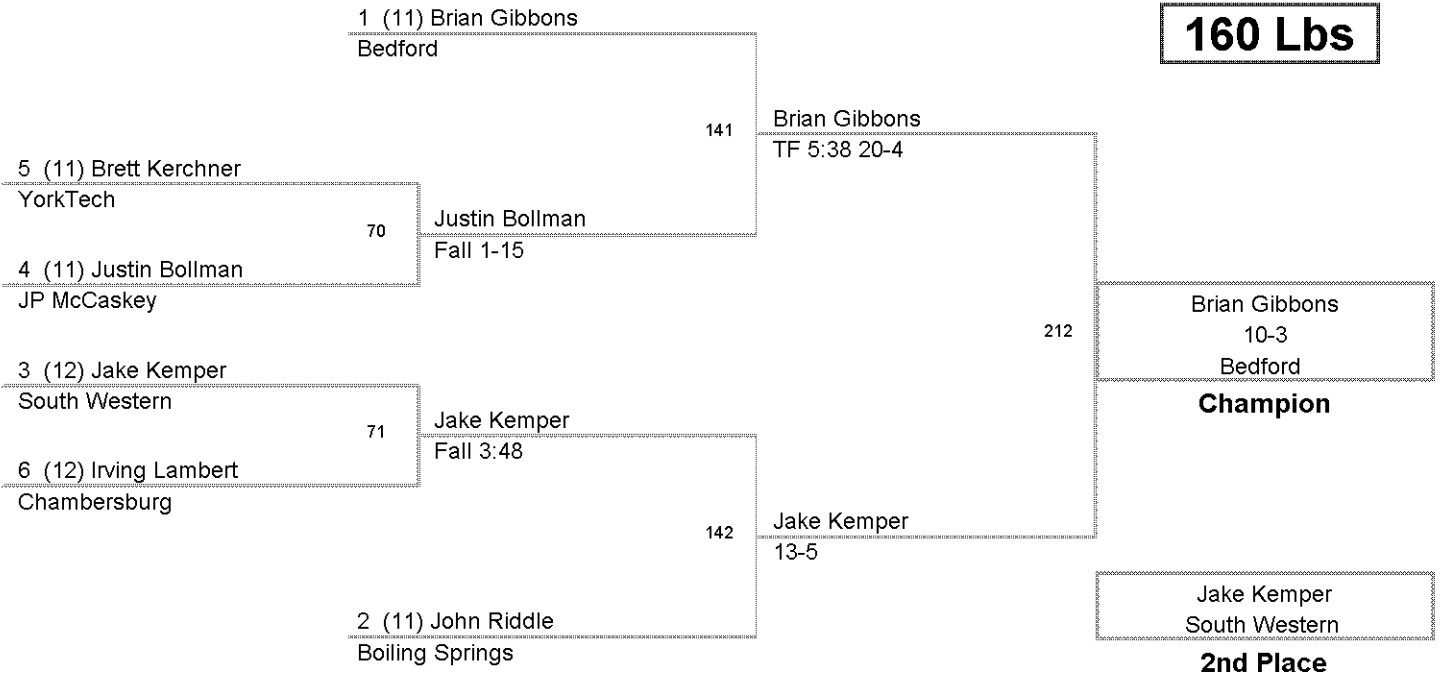 1 (11) Brian Gibbons
160 Lbs
Bedford
Brian Gibbons
141
TF 5:38 20-4
5 (11) Brett Kerchner
YorkTech
Justin Bollman
70
Fall 1-15
4 (11) Justin Bollman
JP McCaskey
Brian Gibbons
212
10-3
Bedford
3 (12) Jake Kemper
South Western
Champion
Jake Kemper
71
Fall 3:48
6 (12) Irving Lambert
Chambersburg
Jake Kemper
142
13-5
Jake Kemper
2 (11) John Riddle
South Western
Boiling Springs
2nd Place